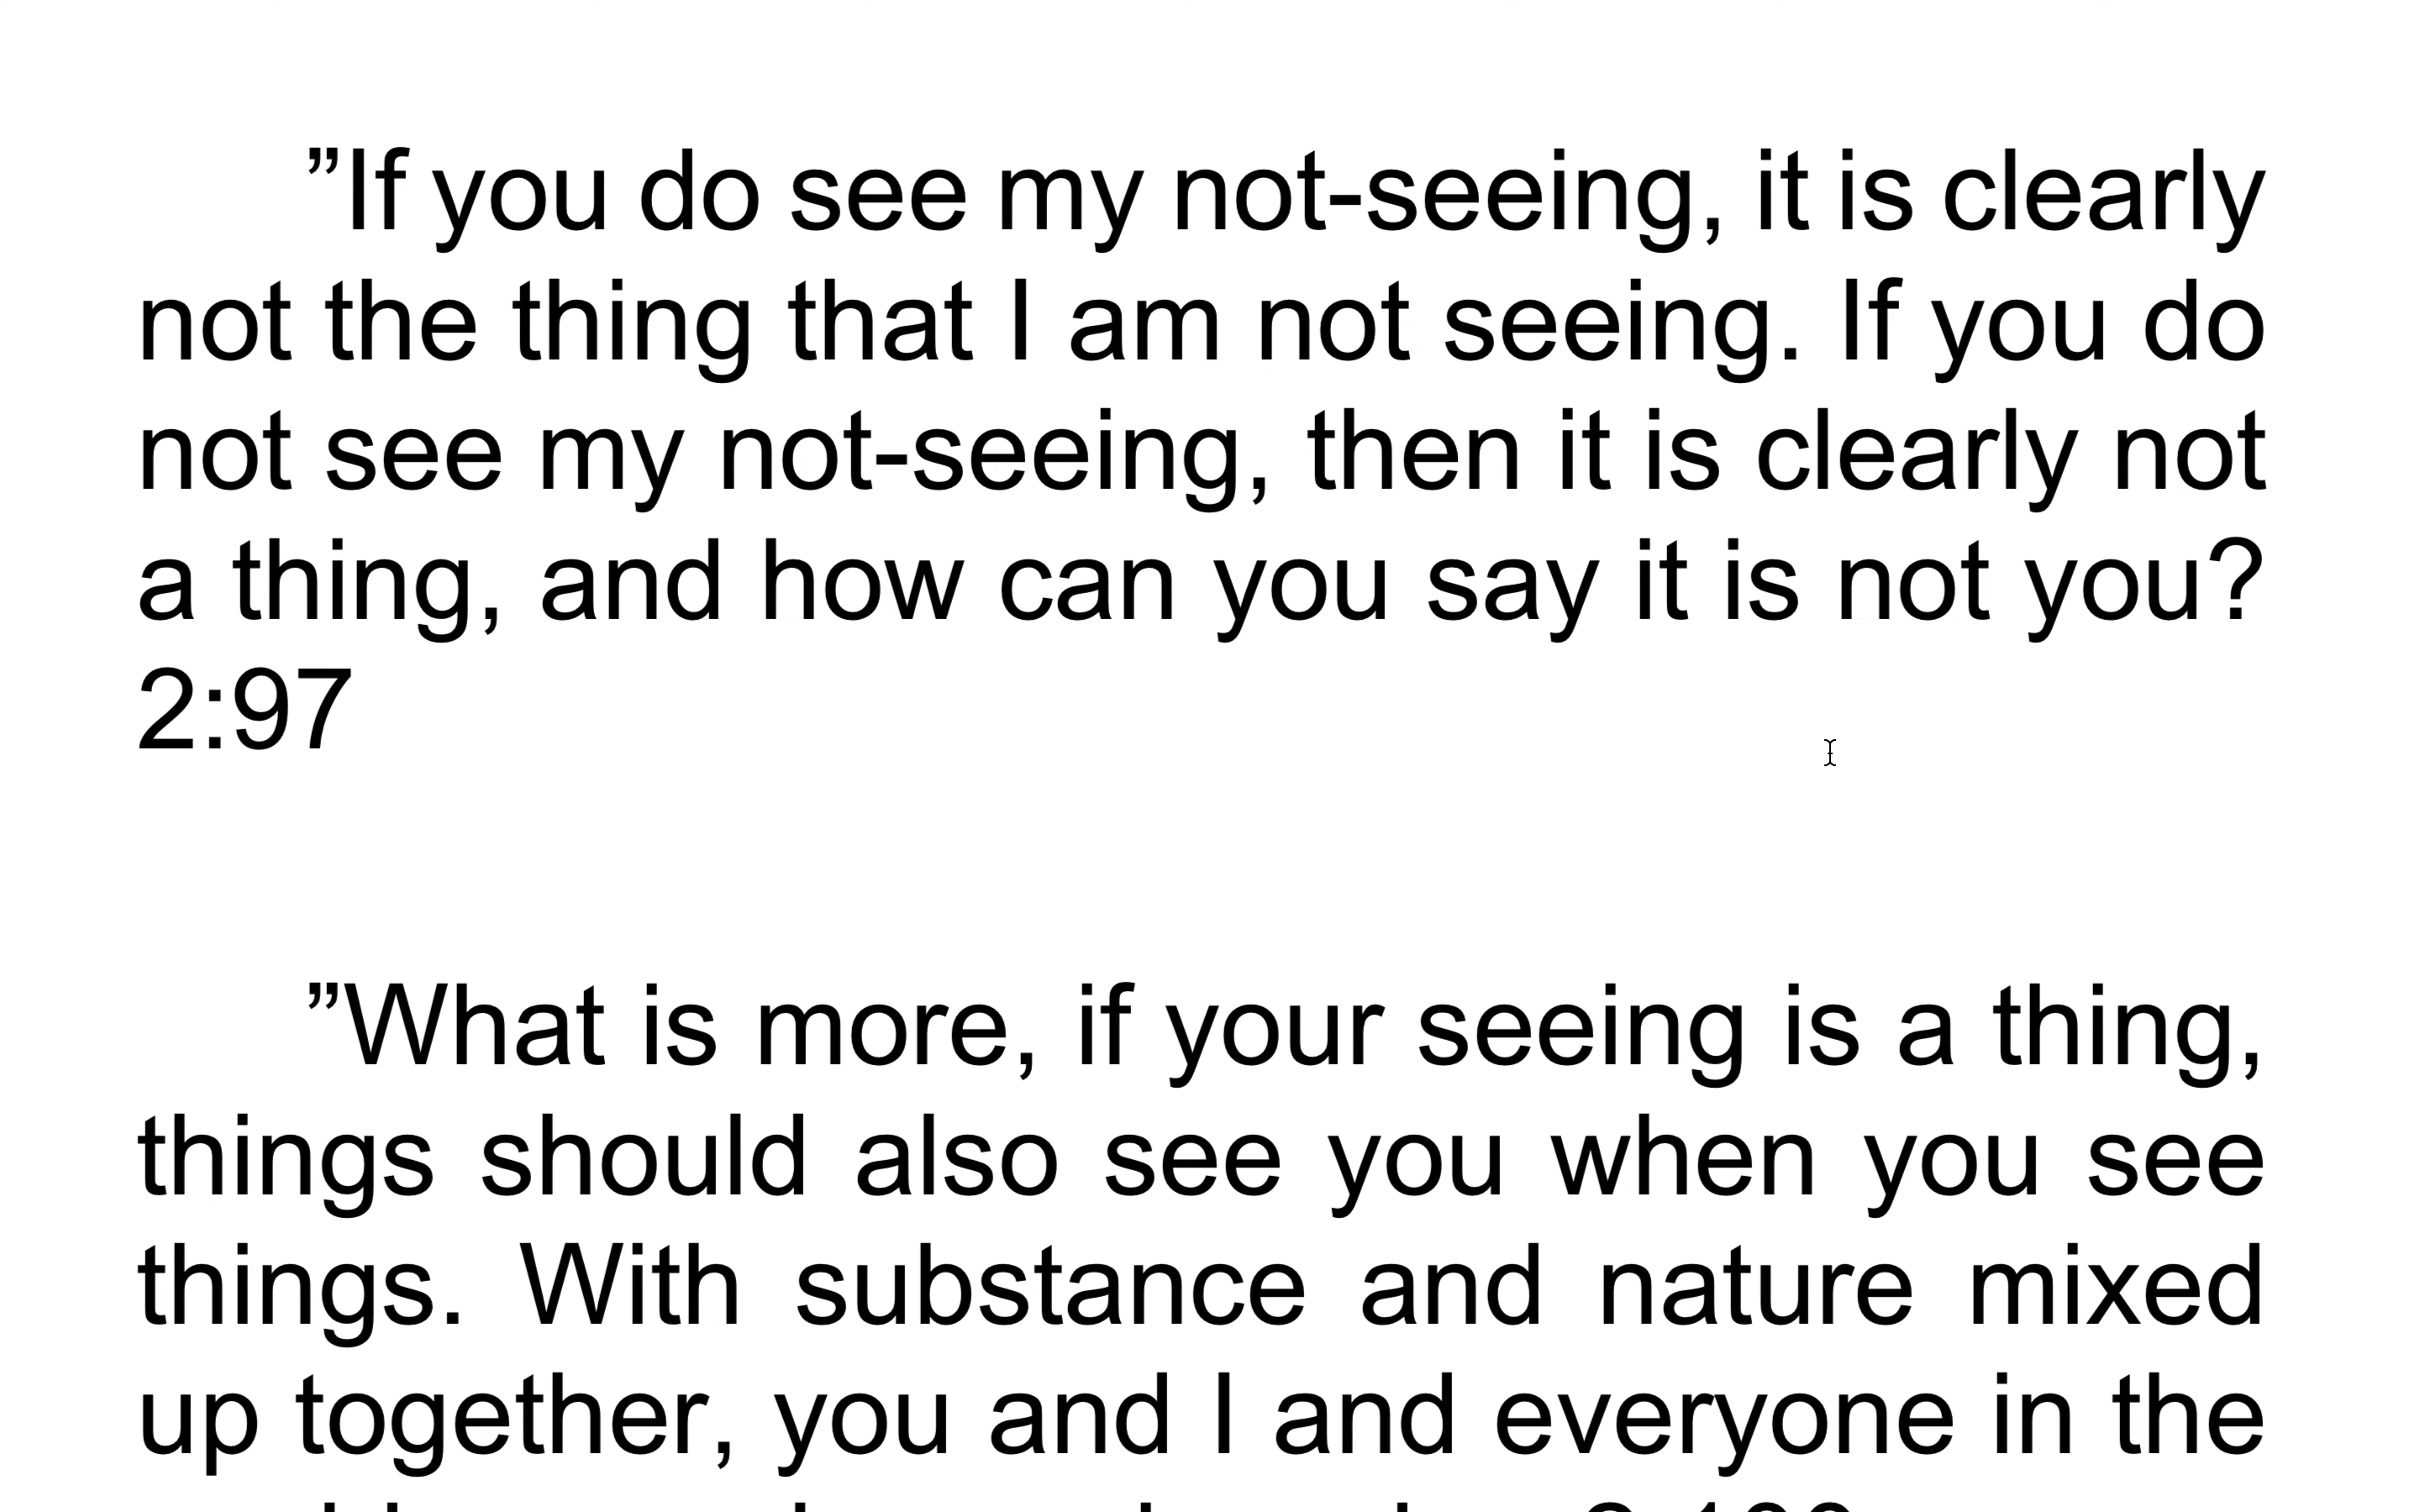 ”If you do see my not-seeing, it is clearly
not the thing that I am not seeing. If you do
not see my not-seeing, then it is clearly not
a thing, and how can you say it is not you?
2:97
”What is more, if your seeing is a thing,
things should also see you when you see
things. With substance and nature mixed
up together, you and I and everyone in the